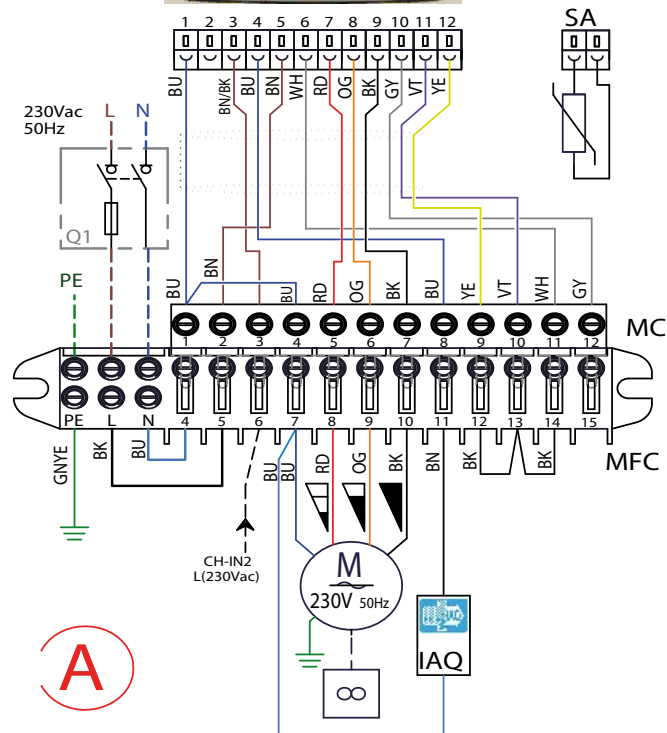 1 2 3 4 5 6 7 8 9 10 11 12
SA
BU BN/BK BU BN WH RD OG BK GY VT YE
230Vac
50Hz
L N
Q1
PE
BU BN BU RD OG BK BU YE VT WH GY
MC
1 2 3 4 5 6 7 8 9 10 11 12
PE L N 4 5 6 7 8 9 10 11 12 13 14 15
MFC
GNYE BK BU BU BU RD OG BK BN BK BK
CH-IN2
L(230Vac)
M
230V 50Hz
IAQ
A
8